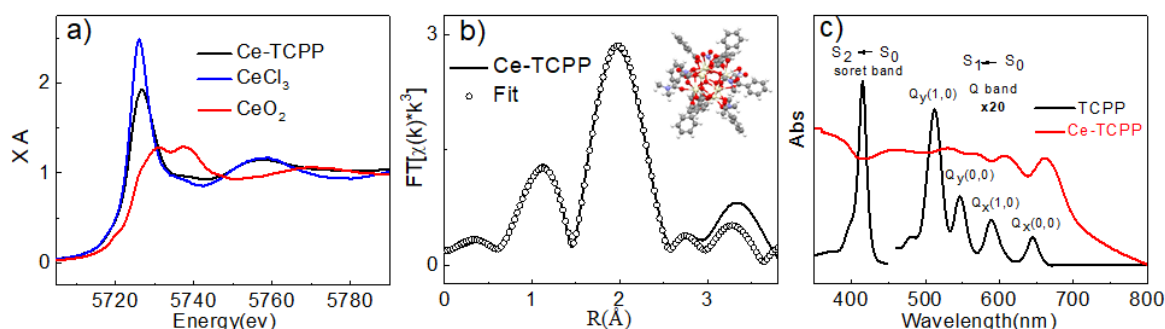 a)
Ce-TCPP
CeCl₃
CeO₂
X A
2
1
0
5720
5740
5760
5780
Energy(ev)
b)
Ce-TCPP
Fit
FT[χ(k)*k³]
3
0
0
1
2
3
R(Å)
c)
S₂ ← S₀
soret band
S₁← S₀
Q band
x20
TCPP
Ce-TCPP
Qy(1,0)
Qy(0,0)
Qx(1,0)
Qx(0,0)
Abs
400
500
600
700
800
Wavelength(nm)